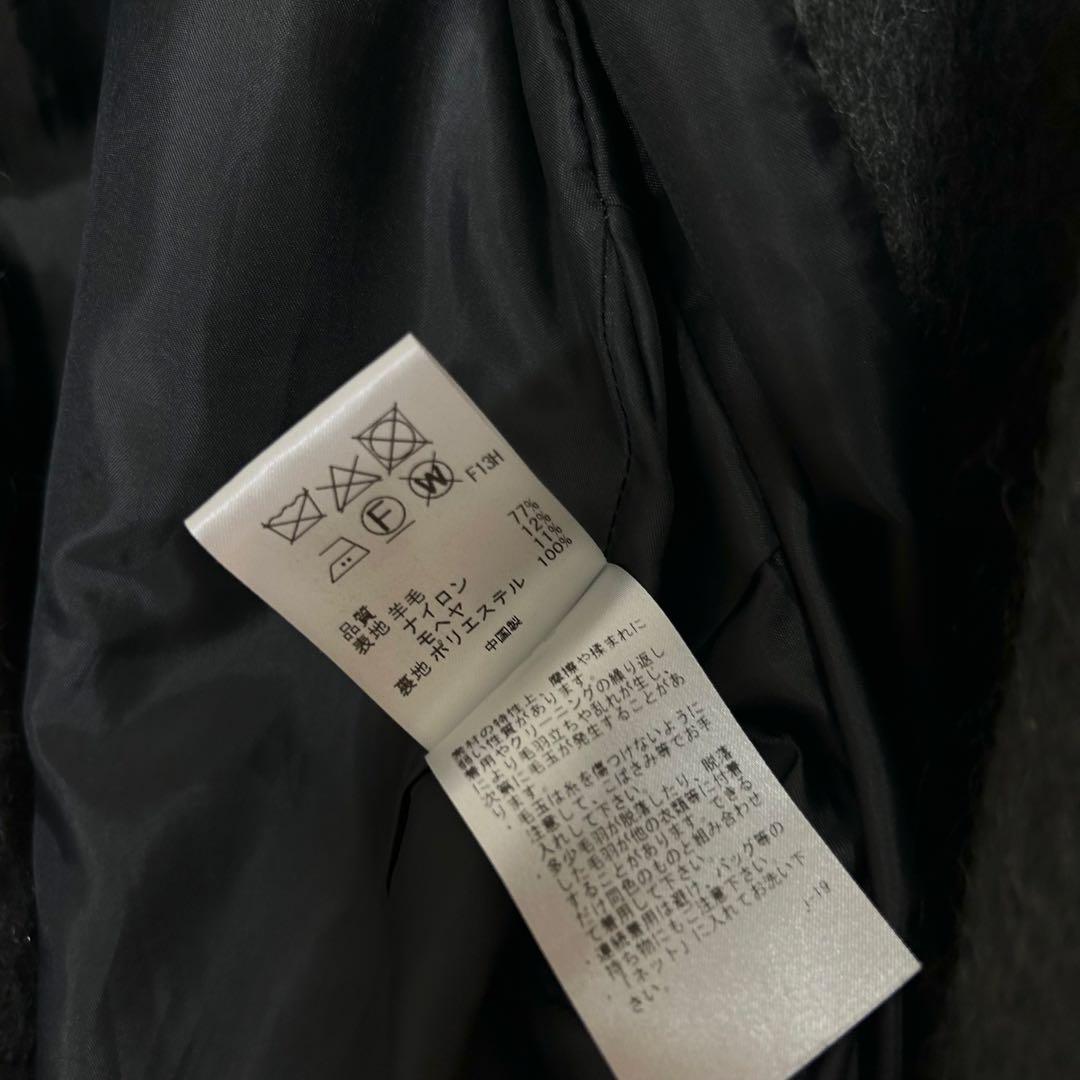 F W F13H
品質
表地 羊毛 77%
ナイロン 12%
モヘヤ 11%
裏地 ポリエステル 100%
中国製
素材の特性上、摩擦や揉まれに
弱い性質があります。
着用やクリーニングの繰り返し
により毛羽立ちや乱れが生じ、
次第に毛玉が発生することがあ
ります。
毛玉は糸を傷つけないように
注意して、こばさみ等でお手
入れして下さい。
多少毛羽が脱落したり、脱落
した毛羽が他の衣類等に付着
することがあります。
だけ同色のものと組み合わせ
て着用して下さい。
連続着用は避け、バッグ等の
持ち物にもご注意下さい。
「ネット」に入れてお洗い下
さい。
J-19